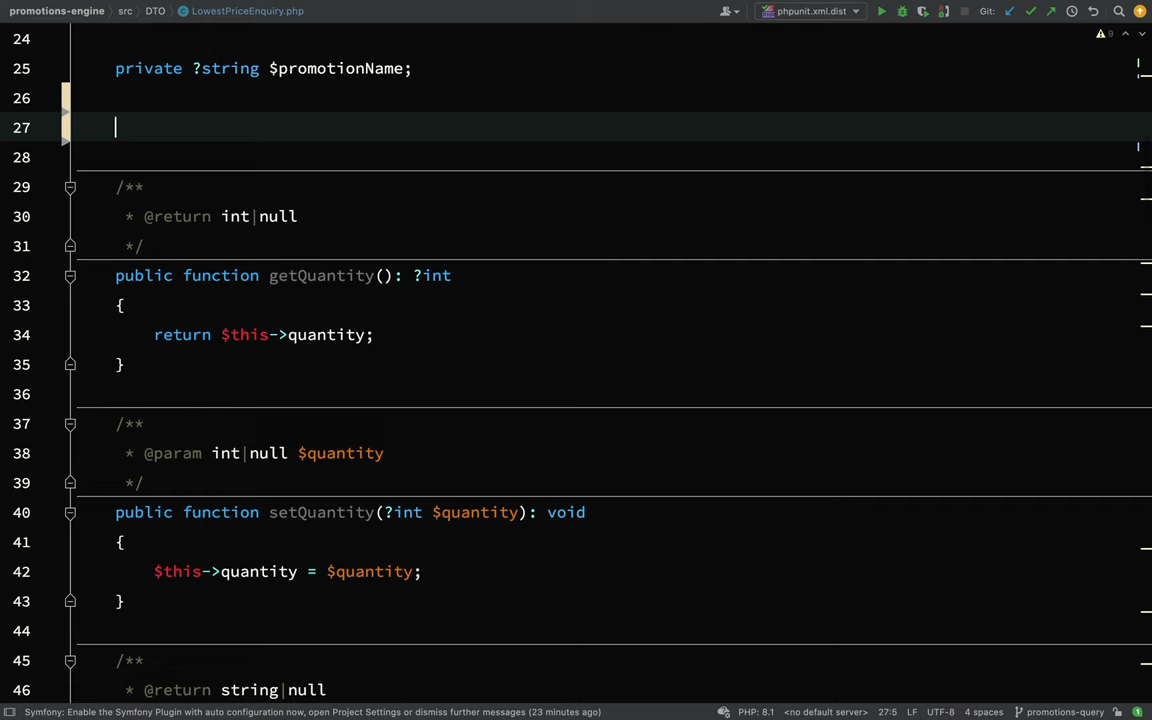 promotions-engine src DTO LowestPriceEnquiry.php phpunit.xml.dist Git:
24 9
25 private ?string $promotionName;
26
27
28
29 /**
30 * @return int|null
31 */
32 public function getQuantity(): ?int
33 {
34 return $this->quantity;
35 }
36
37 /**
38 * @param int|null $quantity
39 */
40 public function setQuantity(?int $quantity): void
41 {
42 $this->quantity = $quantity;
43 }
44
45 /**
46 * @return string|null
Symfony: Enable the Symfony Plugin with auto configuration now, open Project Settings or dismiss further messages (23 minutes ago) PHP: 8.1 <no default server> 27:5 LF UTF-8 4 spaces promotions-query 1